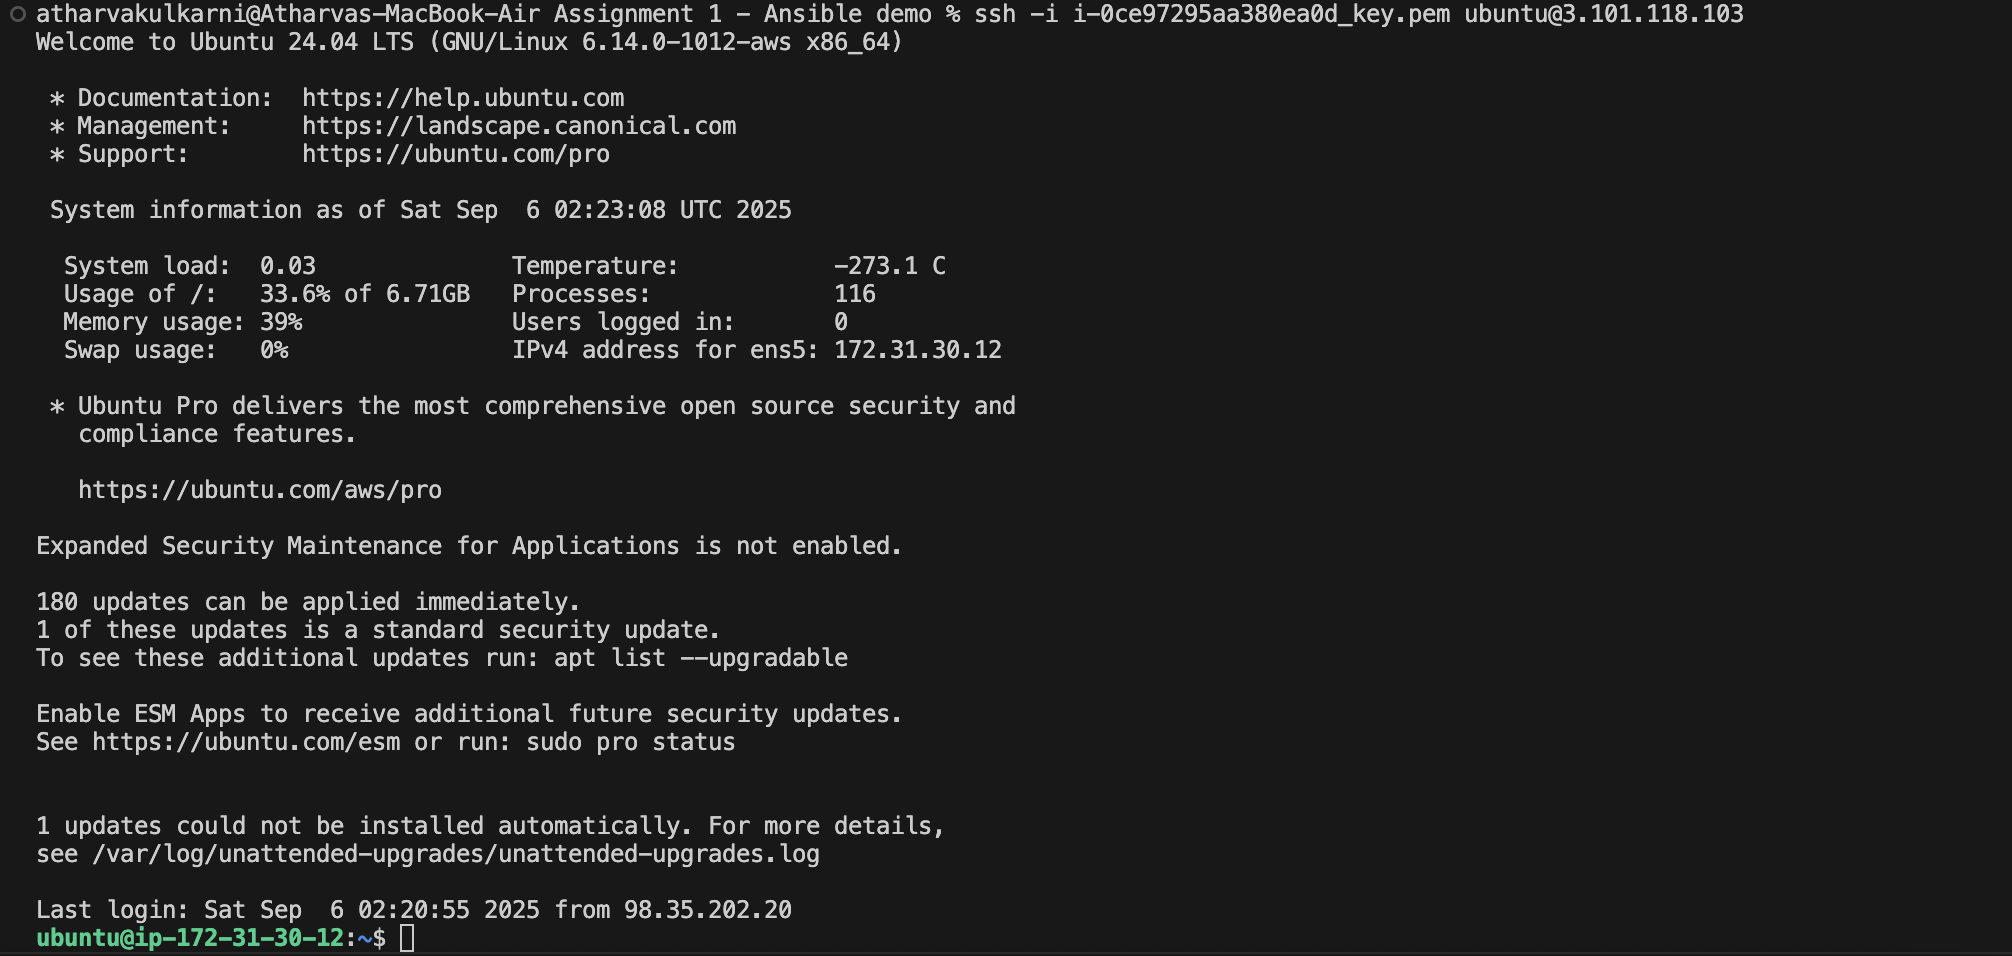 atharvakulkarni@Atharvas-MacBook-Air Assignment 1 - Ansible demo % ssh -i i-0ce97295aa380ea0d_key.pem ubuntu@3.101.118.103
Welcome to Ubuntu 24.04 LTS (GNU/Linux 6.14.0-1012-aws x86_64)

 * Documentation:  https://help.ubuntu.com
 * Management:     https://landscape.canonical.com
 * Support:        https://ubuntu.com/pro

 System information as of Sat Sep  6 02:23:08 UTC 2025

  System load:  0.03              Temperature:           -273.1 C
  Usage of /:   33.6% of 6.71GB   Processes:             116
  Memory usage: 39%               Users logged in:       0
  Swap usage:   0%                IPv4 address for ens5: 172.31.30.12

 * Ubuntu Pro delivers the most comprehensive open source security and
   compliance features.

   https://ubuntu.com/aws/pro

Expanded Security Maintenance for Applications is not enabled.

180 updates can be applied immediately.
1 of these updates is a standard security update.
To see these additional updates run: apt list --upgradable

Enable ESM Apps to receive additional future security updates.
See https://ubuntu.com/esm or run: sudo pro status


1 updates could not be installed automatically. For more details,
see /var/log/unattended-upgrades/unattended-upgrades.log

Last login: Sat Sep  6 02:20:55 2025 from 98.35.202.20
ubuntu@ip-172-31-30-12:~$